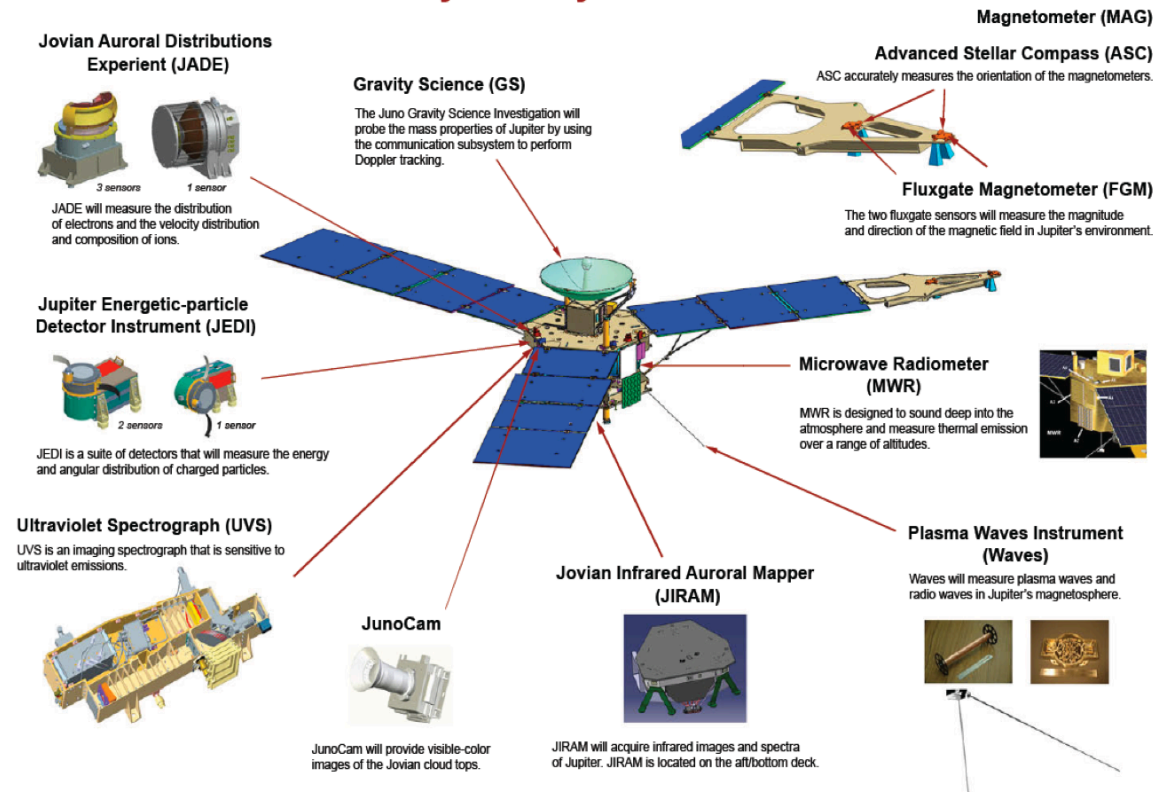 Magnetometer (MAG)
Jovian Auroral Distributions
Experient (JADE)
3 sensors
1 sensor
JADE will measure the distribution
of electrons and the velocity distribution
and composition of ions.
Gravity Science (GS)
The Juno Gravity Science Investigation will
probe the mass properties of Jupiter by using
the communication subsystem to perform
Doppler tracking.
Advanced Stellar Compass (ASC)
ASC accurately measures the orientation of the magnetometers.
Fluxgate Magnetometer (FGM)
The two fluxgate sensors will measure the magnitude
and direction of the magnetic field in Jupiter's environment.
Jupiter Energetic-particle
Detector Instrument (JEDI)
2 sensors
1 sensor
JEDI is a suite of detectors that will measure the energy
and angular distribution of charged particles.
Microwave Radiometer
(MWR)
MWR is designed to sound deep into the
atmosphere and measure thermal emission
over a range of altitudes.
MWR
Ultraviolet Spectrograph (UVS)
UVS is an imaging spectrograph that is sensitive to
ultraviolet emissions.
JunoCam
JunoCam will provide visible-color
images of the Jovian cloud tops.
Jovian Infrared Auroral Mapper
(JIRAM)
JIRAM will acquire infrared images and spectra
of Jupiter. JIRAM is located on the aft/bottom deck.
Plasma Waves Instrument
(Waves)
Waves will measure plasma waves and
radio waves in Jupiter's magnetosphere.